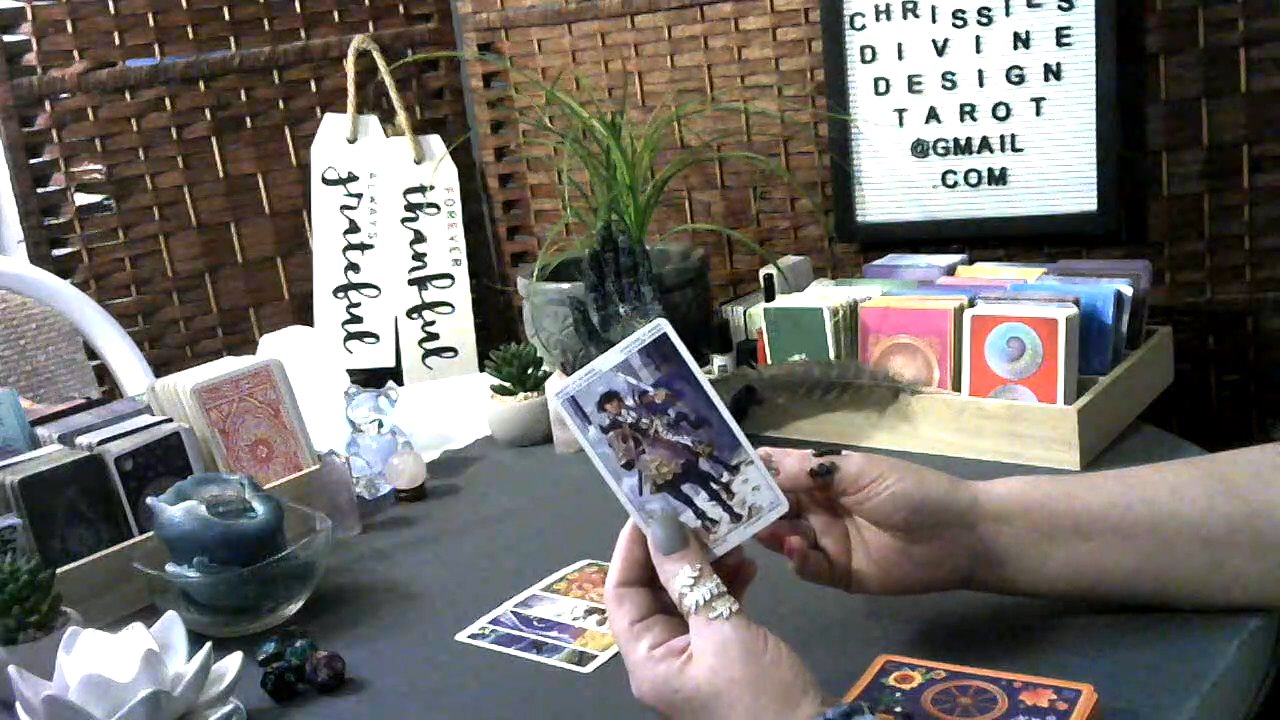 CHRISSIES
DIVINE
DESIGN
TAROT
@GMAIL
.COM
ALWAYS
grateful
FOREVER
thankful